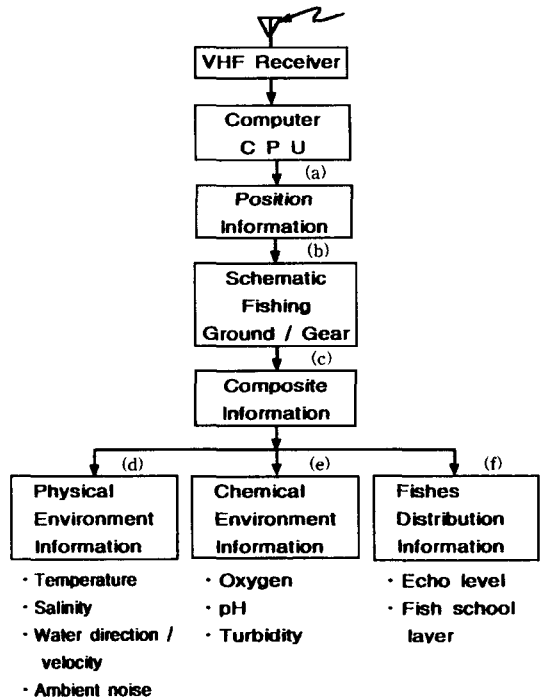 VHF Receiver
Computer
C P U
(a)
Position
Information
(b)
Schematic
Fishing
Ground / Gear
(c)
Composite
Information
(d)
Physical
Environment
Information
· Temperature
· Salinity
· Water direction /
velocity
· Ambient noise
(e)
Chemical
Environment
Information
· Oxygen
· pH
· Turbidity
(f)
Fishes
Distribution
Information
· Echo level
· Fish school
layer